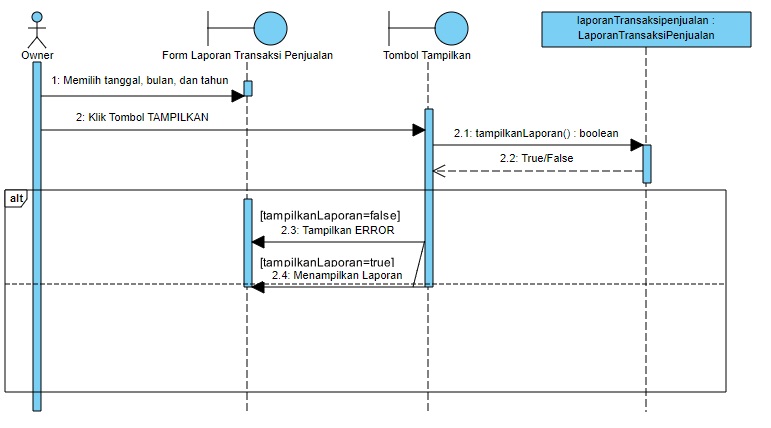 laporanTransaksipenjualan :
LaporanTransaksiPenjualan
Owner
Form Laporan Transaksi Penjualan
Tombol Tampilkan
1: Memilih tanggal, bulan, dan tahun
2: Klik Tombol TAMPILKAN
2.1: tampilkanLaporan() : boolean
2.2: True/False
alt
[tampilkanLaporan=false]
2.3: Tampilkan ERROR
[tampilkanLaporan=true]
2.4: Menampilkan Laporan